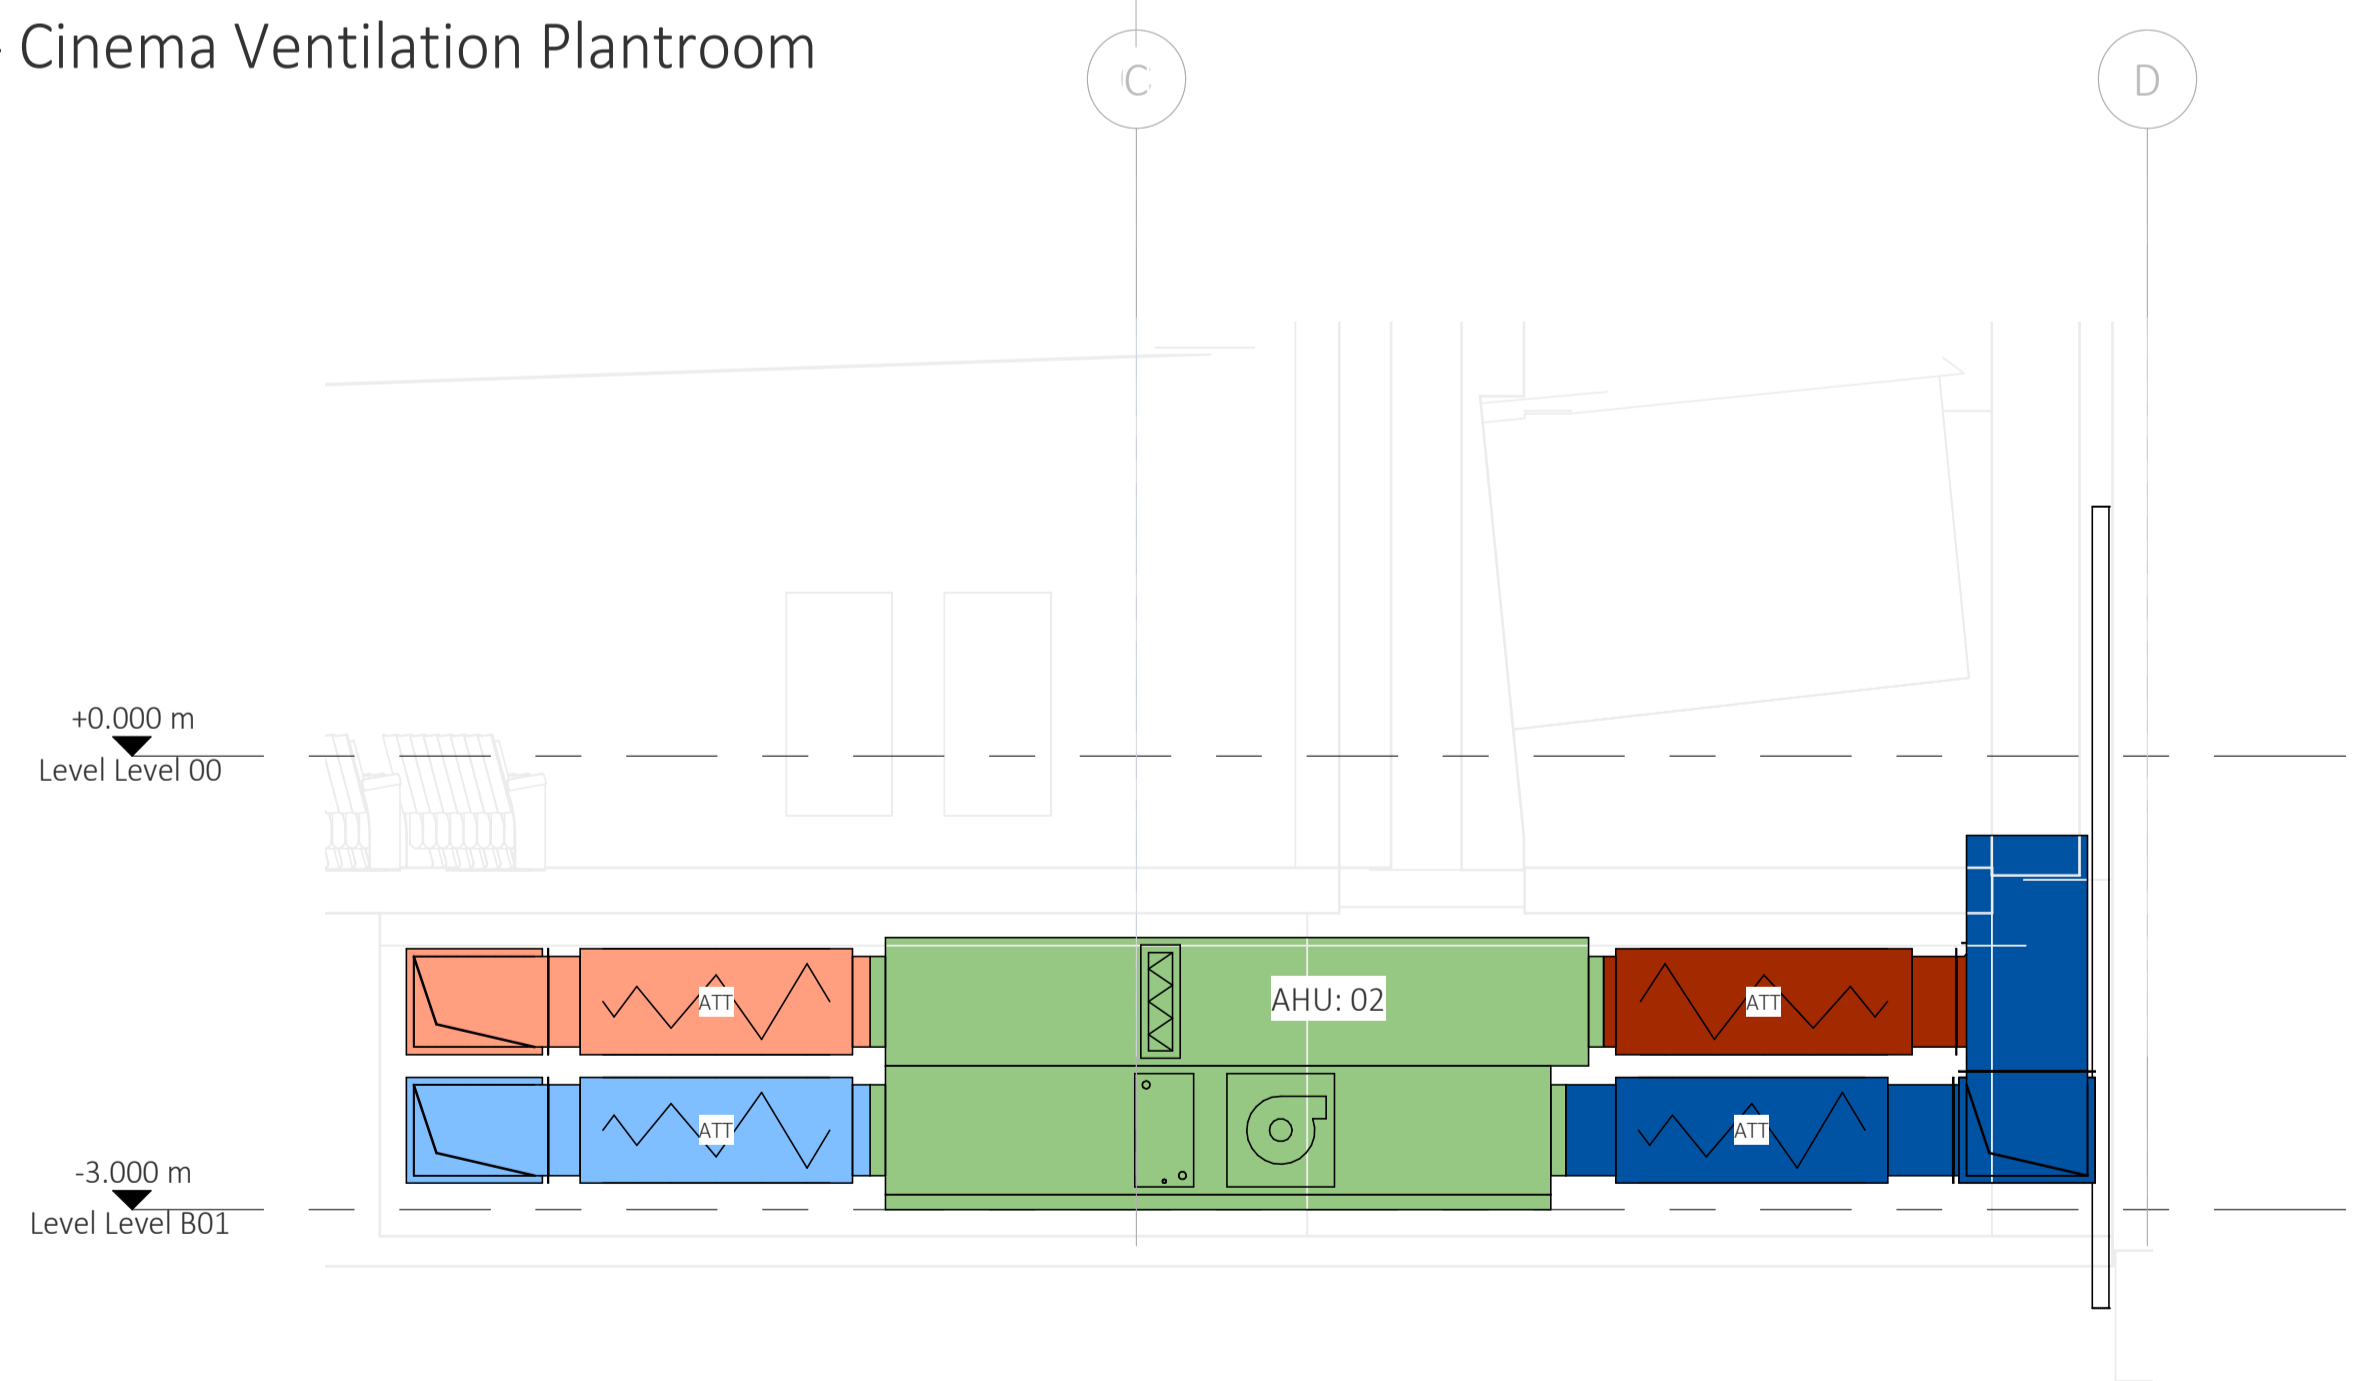 Cinema Ventilation Plantroom
C
D
+0.000 m
Level Level 00
ATT
AHU: 02
ATT
ATT
ATT
-3.000 m
Level Level B01